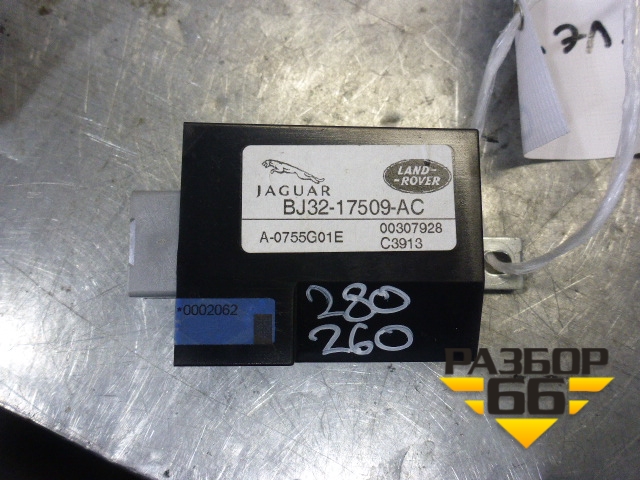 JAGUAR
LAND-
-ROVER
BJ32-17509-AC
A-0755G01E
00307928
C3913
0002062
280
260
РАЗБОР
66